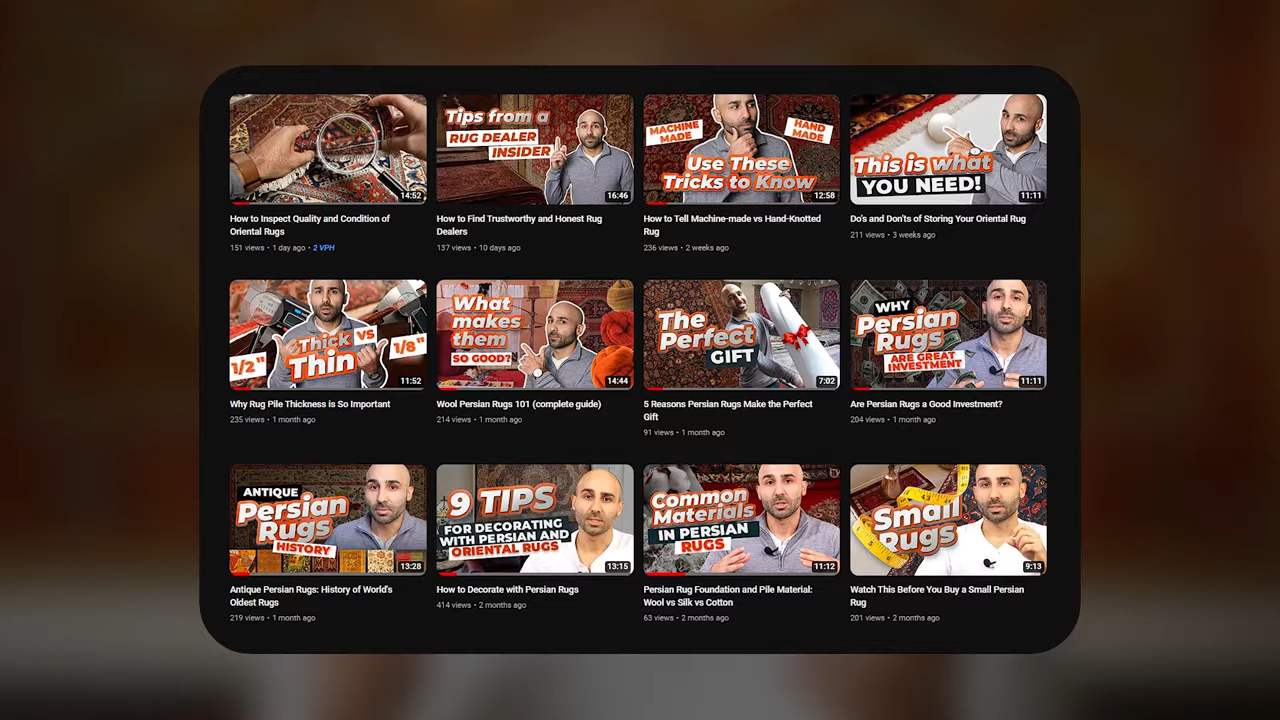 Tips from a
RUG DEALER
INSIDER
MACHINE
MADE
HAND
MADE
Use These
Tricks to Know
This is what
YOU NEED!
14:52
16:46
12:58
11:11
How to Inspect Quality and Condition of
Oriental Rugs
151 views • 1 day ago • 2 VPH
How to Find Trustworthy and Honest Rug
Dealers
137 views • 10 days ago
How to Tell Machine-made vs Hand-Knotted
Rug
236 views • 2 weeks ago
Do's and Don'ts of Storing Your Oriental Rug
211 views • 3 weeks ago
1/2"
Thick VS
Thin
1/8"
What
makes
them
SO GOOD?
The
Perfect
GIFT
WHY
Persian
Rugs
ARE GREAT
INVESTMENT
11:52
14:44
7:02
11:11
Why Rug Pile Thickness is So Important
235 views • 1 month ago
Wool Persian Rugs 101 (complete guide)
214 views • 1 month ago
5 Reasons Persian Rugs Make the Perfect
Gift
91 views • 1 month ago
Are Persian Rugs a Good Investment?
204 views • 1 month ago
ANTIQUE
Persian
Rugs
HISTORY
9 TIPS
FOR DECORATING
WITH PERSIAN AND
ORIENTAL RUGS
Common
Materials
IN PERSIAN
RUGS
Small
Rugs
13:28
13:15
11:12
9:13
Antique Persian Rugs: History of World's
Oldest Rugs
219 views • 1 month ago
How to Decorate with Persian Rugs
414 views • 2 months ago
Persian Rug Foundation and Pile Material:
Wool vs Silk vs Cotton
63 views • 2 months ago
Watch This Before You Buy a Small Persian
Rug
201 views • 2 months ago